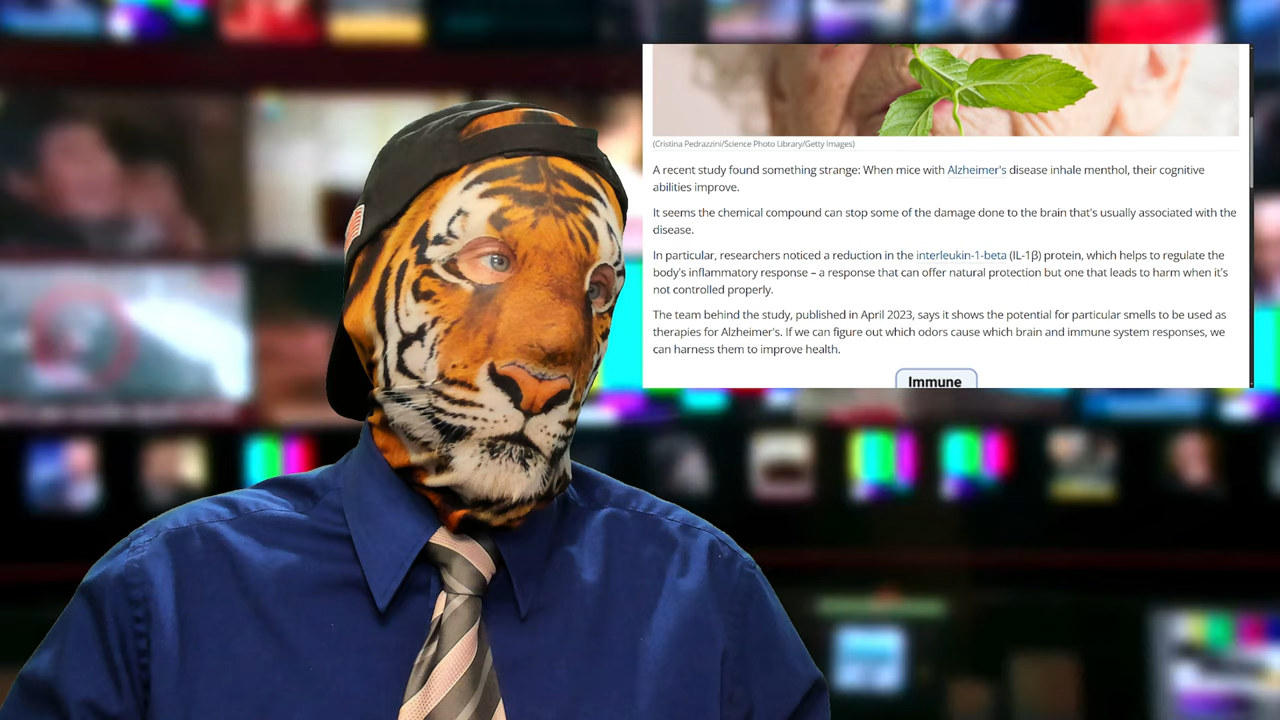 (Cristina Pedrazzini/Science Photo Library/Getty Images)
A recent study found something strange: When mice with Alzheimer's disease inhale menthol, their cognitive
abilities improve.
It seems the chemical compound can stop some of the damage done to the brain that's usually associated with the
disease.
In particular, researchers noticed a reduction in the interleukin-1-beta (IL-1β) protein, which helps to regulate the
body's inflammatory response – a response that can offer natural protection but one that leads to harm when it's
not controlled properly.
The team behind the study, published in April 2023, says it shows the potential for particular smells to be used as
therapies for Alzheimer's. If we can figure out which odors cause which brain and immune system responses, we
can harness them to improve health.
Immune